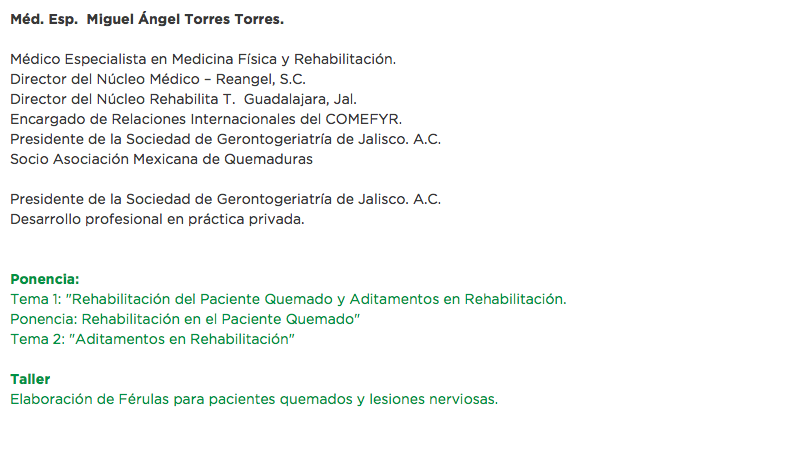 Méd. Esp.  Miguel Ángel Torres Torres.
Médico Especialista en Medicina Física y Rehabilitación.
Director del Núcleo Médico – Reangel, S.C.
Director del Núcleo Rehabilita T.  Guadalajara, Jal.
Encargado de Relaciones Internacionales del COMEFYR.
Presidente de la Sociedad de Gerontogeriatría de Jalisco. A.C.
Socio Asociación Mexicana de Quemaduras
Presidente de la Sociedad de Gerontogeriatría de Jalisco. A.C.
Desarrollo profesional en práctica privada.
Ponencia:
Tema 1: "Rehabilitación del Paciente Quemado y Aditamentos en Rehabilitación.
Ponencia: Rehabilitación en el Paciente Quemado"
Tema 2: "Aditamentos en Rehabilitación"
Taller
Elaboración de Férulas para pacientes quemados y lesiones nerviosas.